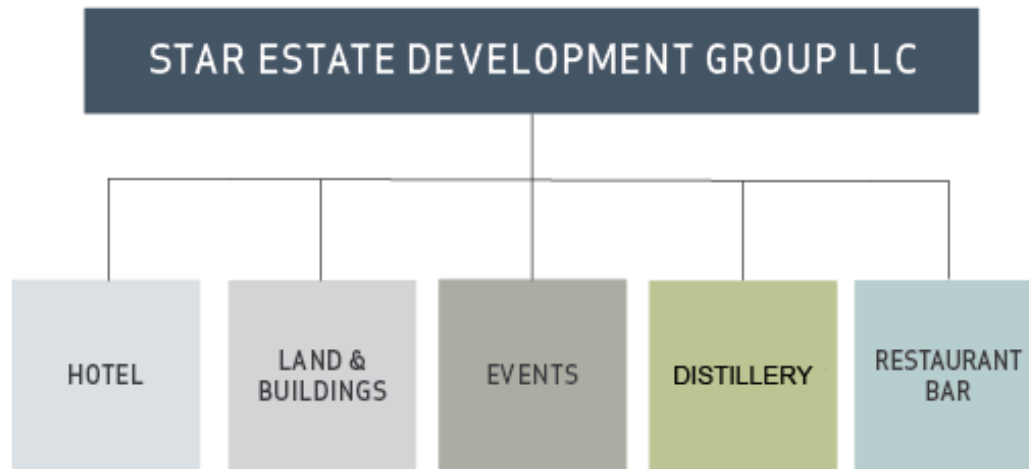 STAR ESTATE DEVELOPMENT GROUP LLC
HOTEL
LAND &
BUILDINGS
EVENTS
DISTILLERY
RESTAURANT
BAR